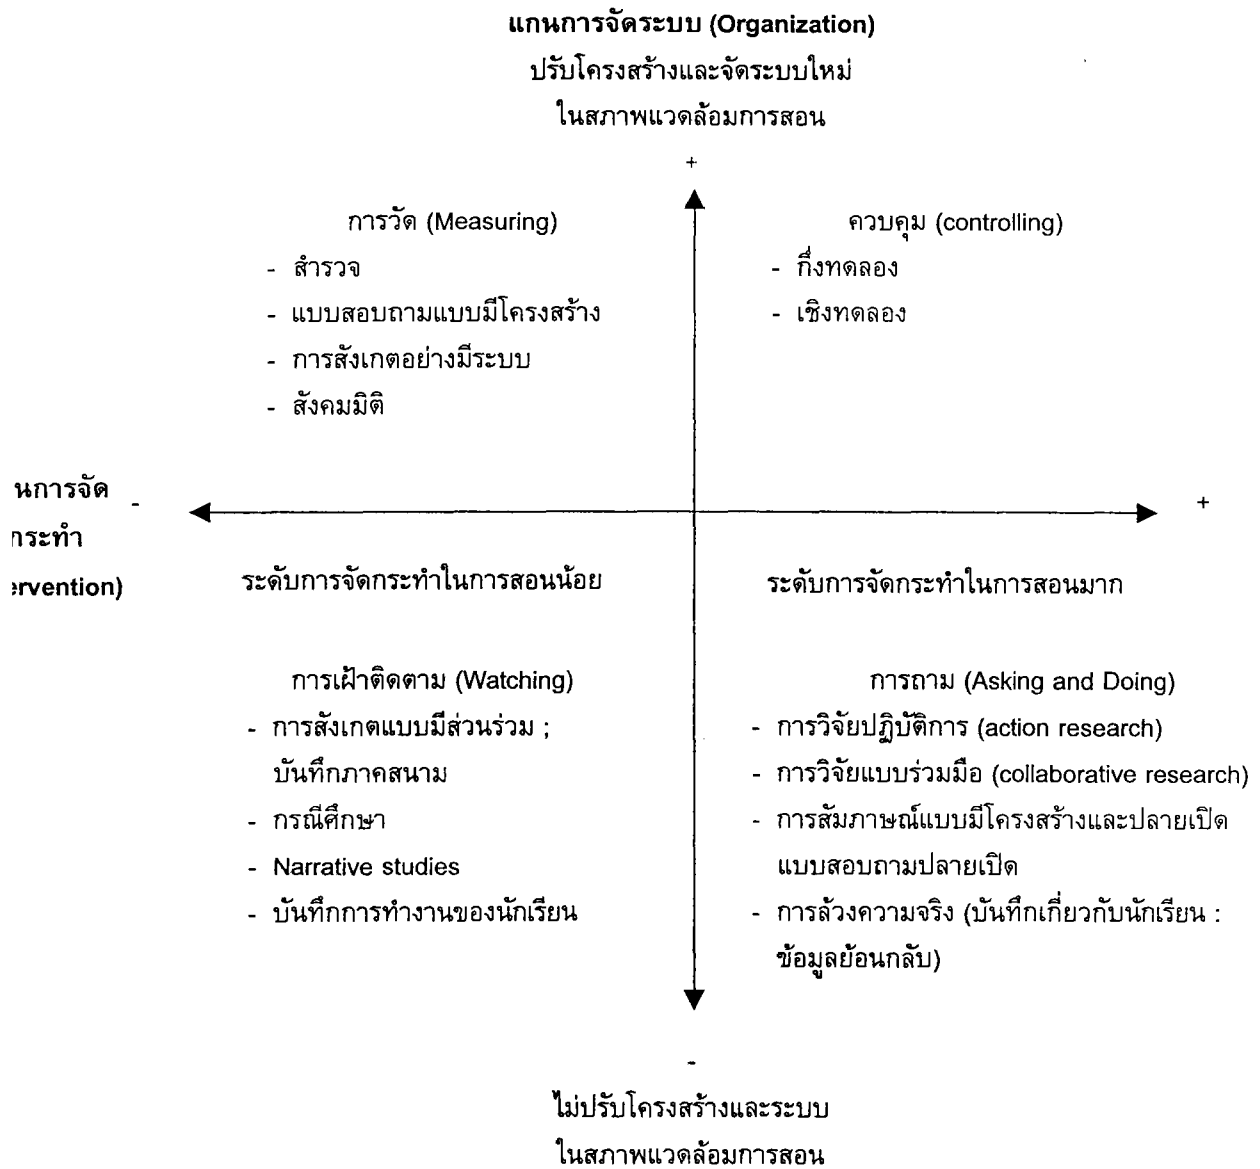 แกนการจัดระบบ (Organization)
ปรับโครงสร้างและจัดระบบใหม่
ในสภาพแวดล้อมการสอน
+
การวัด (Measuring)
- สำรวจ
- แบบสอบถามแบบมีโครงสร้าง
- การสังเกตอย่างมีระบบ
- สังคมมิติ
ควบคุม (controlling)
- กึ่งทดลอง
- เชิงทดลอง
นการจัด
กระทำ
ervention)
-
+
ระดับการจัดกระทำในการสอนน้อย
ระดับการจัดกระทำในการสอนมาก
การเฝ้าติดตาม (Watching)
- การสังเกตแบบมีส่วนร่วม ;
บันทึกภาคสนาม
- กรณีศึกษา
- Narrative studies
- บันทึกการทำงานของนักเรียน
การถาม (Asking and Doing)
- การวิจัยปฏิบัติการ (action research)
- การวิจัยแบบร่วมมือ (collaborative research)
- การสัมภาษณ์แบบมีโครงสร้างและปลายเปิด
แบบสอบถามปลายเปิด
- การล้วงความจริง (บันทึกเกี่ยวกับนักเรียน :
ข้อมูลย้อนกลับ)
-
ไม่ปรับโครงสร้างและระบบ
ในสภาพแวดล้อมการสอน